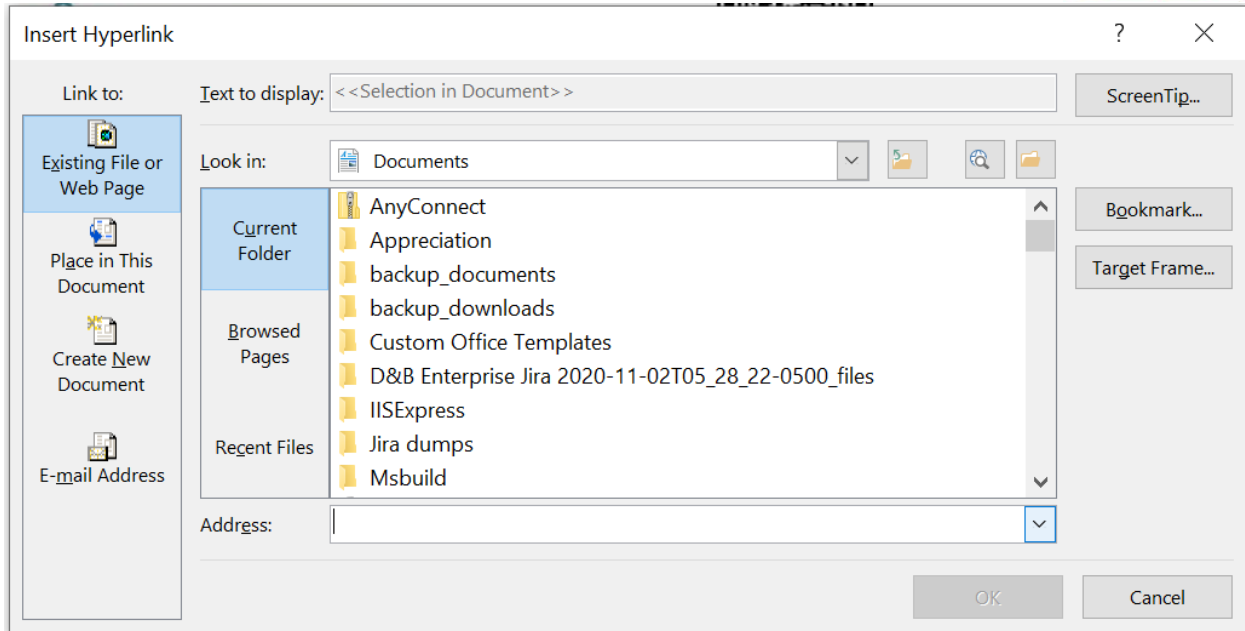 Insert Hyperlink
?
Link to:
Text to display: <<Selection in Document>>
ScreenTip...
Existing File or
Web Page
Look in:
Documents
Current
Folder
AnyConnect
Appreciation
backup_documents
backup_downloads
Custom Office Templates
D&B Enterprise Jira 2020-11-02T05_28_22-0500_files
IISExpress
Jira dumps
Msbuild
Bookmark...
Target Frame...
Place in This
Document
Browsed
Pages
Create New
Document
Recent Files
E-mail Address
Address:
OK
Cancel